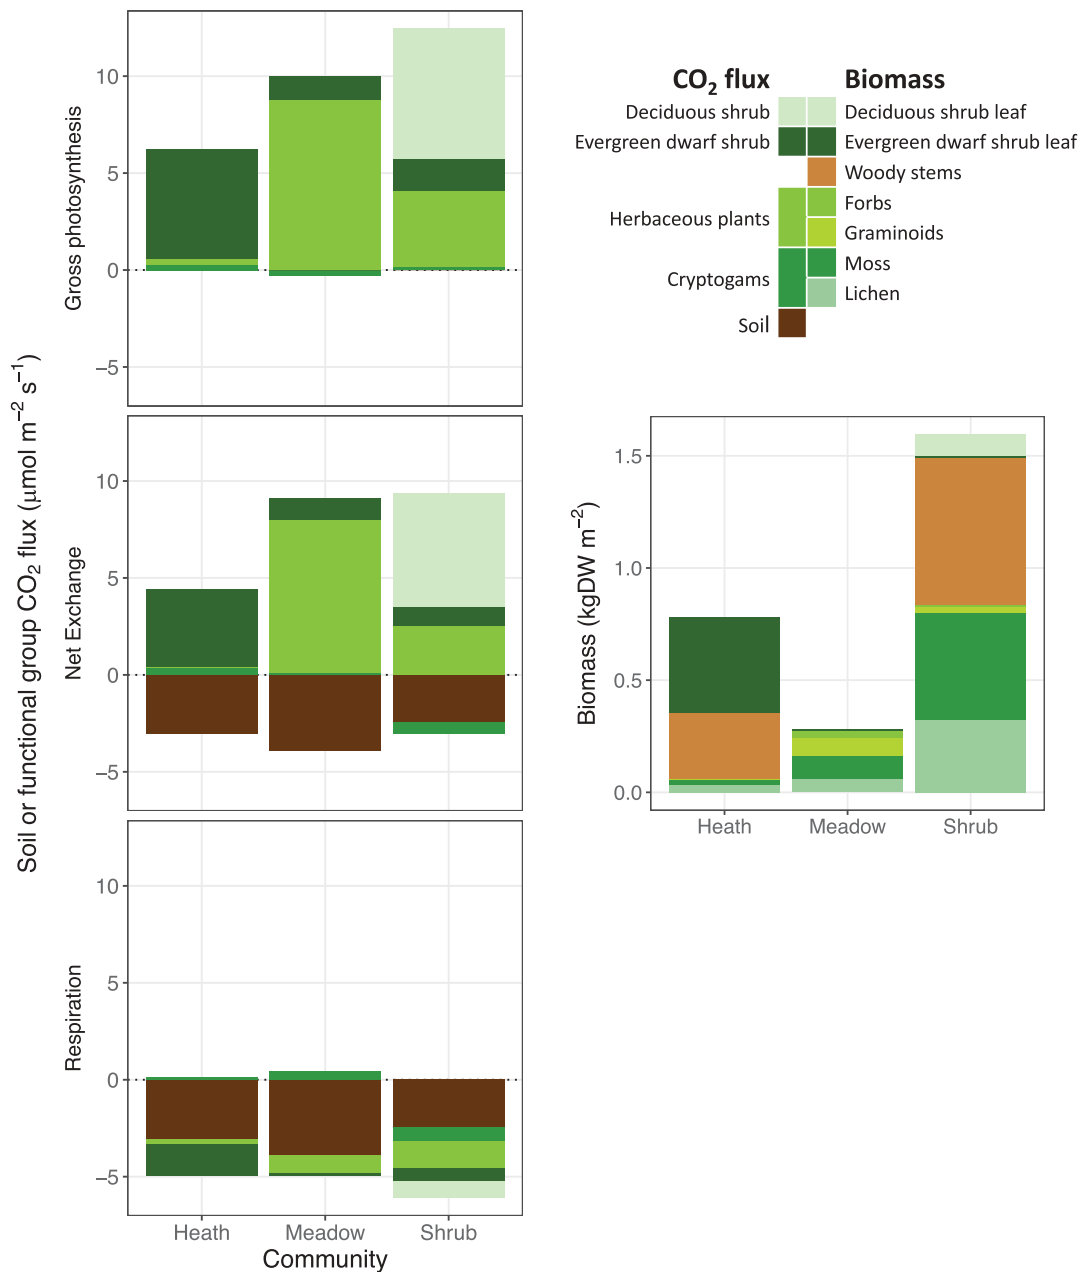 Soil or functional group CO₂ flux (μmol m⁻² s⁻¹)
Gross photosynthesis
10
5
0
−5
Net Exchange
10
5
0
−5
Respiration
10
5
0
−5
Heath Meadow Shrub
Community
CO₂ flux Biomass
Deciduous shrub Deciduous shrub leaf
Evergreen dwarf shrub Evergreen dwarf shrub leaf
Woody stems
Herbaceous plants Forbs
Graminoids
Cryptogams Moss
Lichen
Soil
Biomass (kgDW m⁻²)
1.5
1.0
0.5
0.0
Heath Meadow Shrub